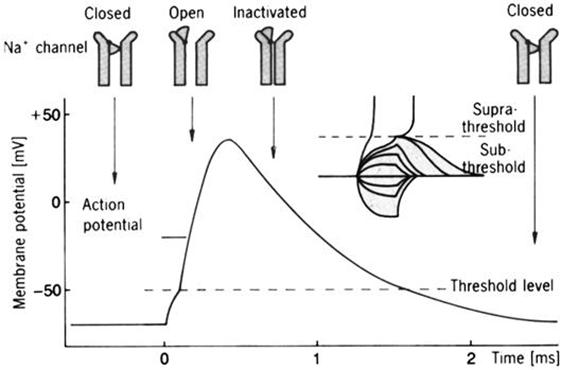 Closed
Open
Inactivated
Closed
Na⁺ channel
Supra-
threshold
Sub-
threshold
+50
0
-50
Membrane potential [mV]
Action
potential
Threshold level
0
1
2
Time [ms]